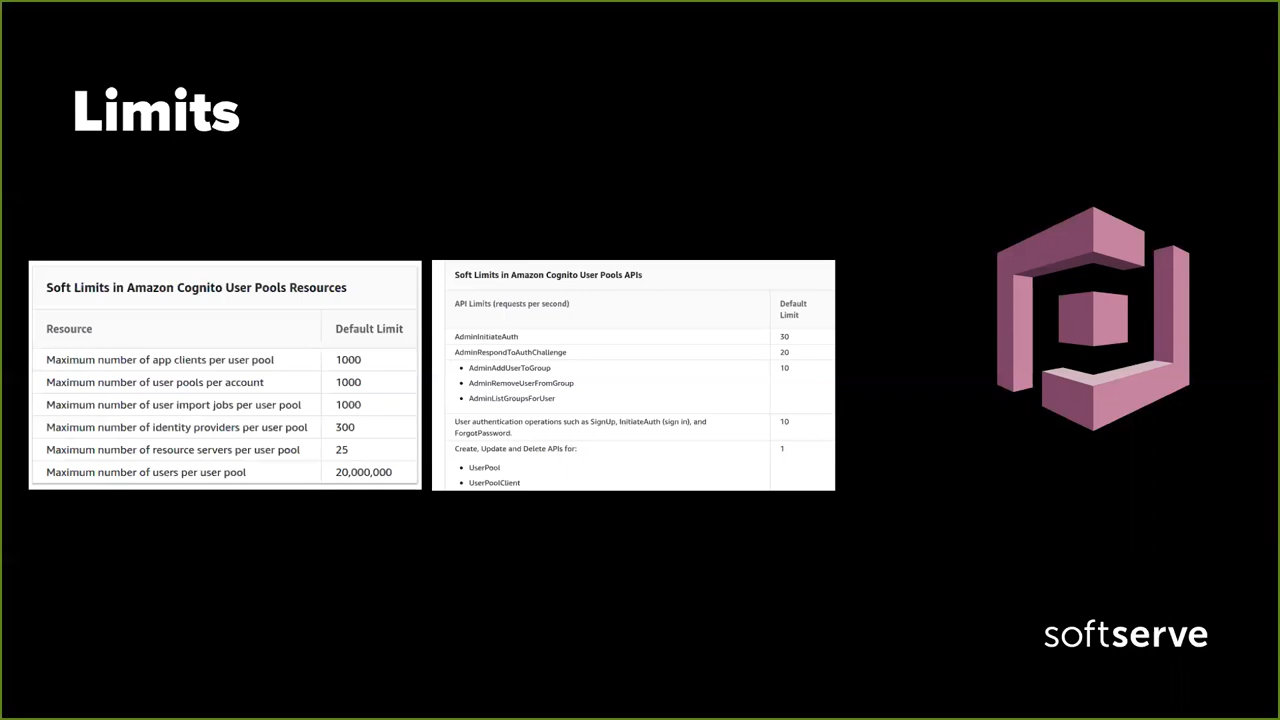 Limits
Soft Limits in Amazon Cognito User Pools Resources
Resource Default Limit
Maximum number of app clients per user pool 1000
Maximum number of user pools per account 1000
Maximum number of user import jobs per user pool 1000
Maximum number of identity providers per user pool 300
Maximum number of resource servers per user pool 25
Maximum number of users per user pool 20,000,000
Soft Limits in Amazon Cognito User Pools APIs
API Limits (requests per second) Default
Limit
AdminInitiateAuth 30
AdminRespondToAuthChallenge 20
• AdminAddUserToGroup 10
• AdminRemoveUserFromGroup
• AdminListGroupsForUser
User authentication operations such as SignUp, InitiateAuth (sign in), and 10
ForgotPassword.
Create, Update and Delete APIs for: 1
• UserPool
• UserPoolClient
softserve